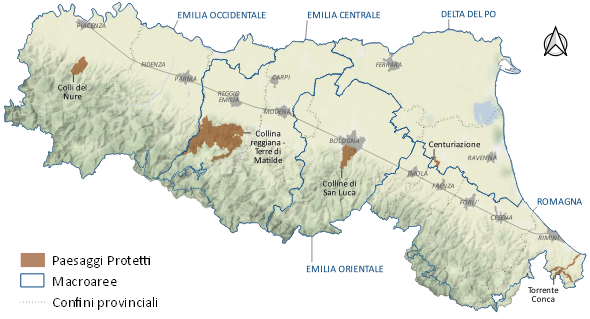 EMILIA OCCIDENTALE
EMILIA CENTRALE
DELTA DEL PO
PIACENZA
FIDENZA
PARMA
Colli del
Nure
CARPI
FERRARA
REGGIO
EMILIA
MODENA
Collina
reggiana -
Terre di
Matilde
BOLOGNA
Centuriazione
RAVENNA
IMOLA
Colline di
San Luca
FAENZA
FORLI'
CESENA
ROMAGNA
RIMINI
EMILIA ORIENTALE
Torrente
Conca
Paesaggi Protetti
Macroaree
Confini provinciali